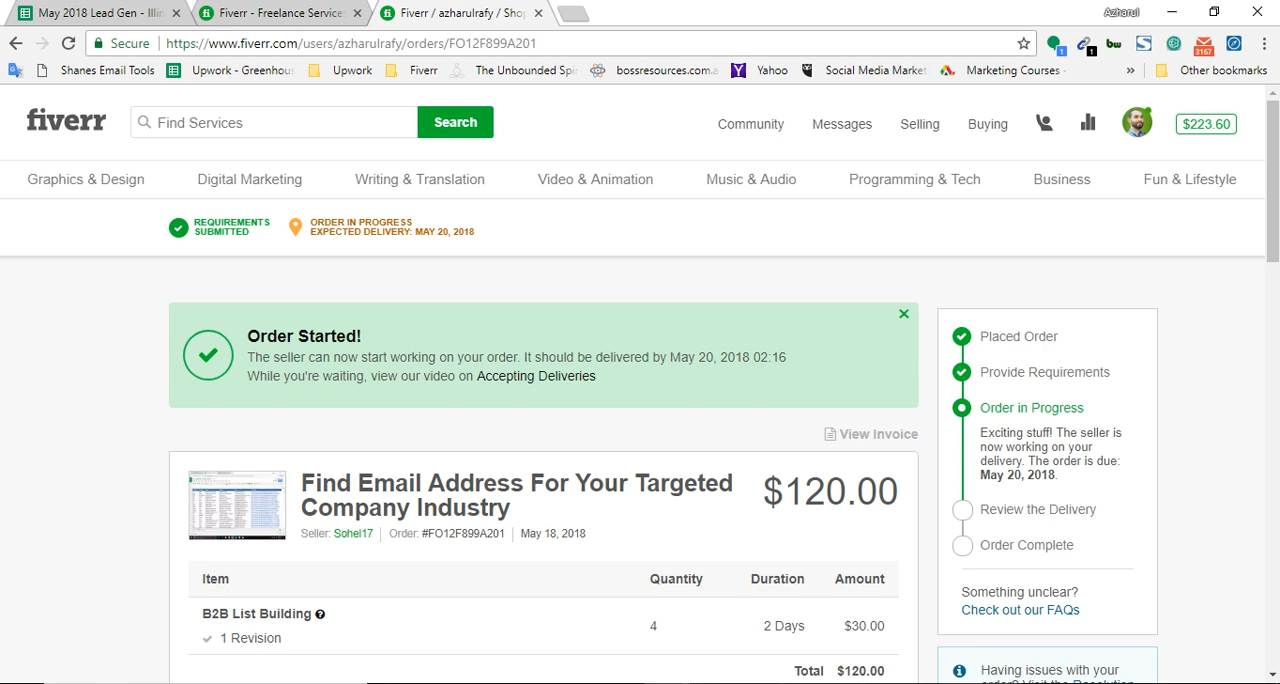 May 2018 Lead Gen - Illin
Fiverr - Freelance Service
Fiverr / azharulrafy / Shop
Azharul
Secure
https://www.fiverr.com/users/azharulrafy/orders/FO12F899A201
1
1
bw
S
3167
Shanes Email Tools
Upwork - Greenhous
Upwork
Fiverr
The Unbounded Spi
bossresources.com.a
Yahoo
Social Media Market
Marketing Courses -
»
Other bookmarks
fiverr
Find Services
Search
Community
Messages
Selling
Buying
$223.60
Graphics & Design
Digital Marketing
Writing & Translation
Video & Animation
Music & Audio
Programming & Tech
Business
Fun & Lifestyle
REQUIREMENTS
SUBMITTED
ORDER IN PROGRESS
EXPECTED DELIVERY: MAY 20, 2018
Order Started!
The seller can now start working on your order. It should be delivered by May 20, 2018 02:16
While you're waiting, view our video on Accepting Deliveries
View Invoice
Find Email Address For Your Targeted
Company Industry
$120.00
Seller: Sohel17
Order: #FO12F899A201
May 18, 2018
Item
Quantity
Duration
Amount
B2B List Building
1 Revision
4
2 Days
$30.00
Total
$120.00
Placed Order
Provide Requirements
Order in Progress
Exciting stuff! The seller is
now working on your
delivery. The order is due:
May 20, 2018.
Review the Delivery
Order Complete
Something unclear?
Check out our FAQs
Having issues with your
order? Visit the Resolution